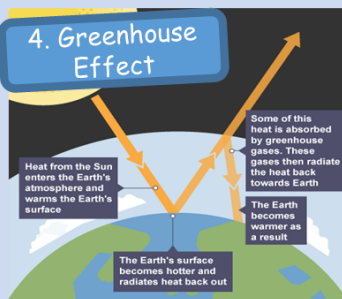 4. Greenhouse
Effect
Heat from the Sun
enters the Earth's
atmosphere and
warms the Earth's
surface
Some of this
heat is absorbed
by greenhouse
gases. These
gases then radiate
the heat back
towards Earth
The Earth
becomes
warmer as
a result
The Earth's surface
becomes hotter and
radiates heat back out